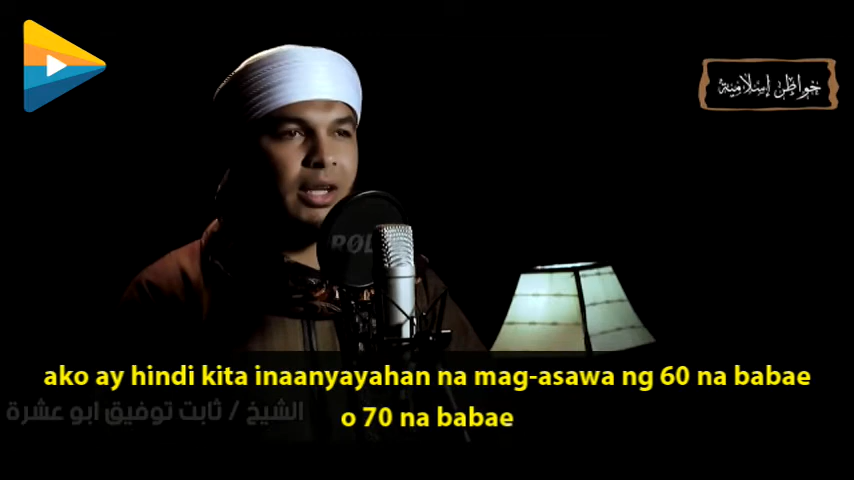 خواطر إسلامية
RØD
ako ay hindi kita inaanyayahan na mag-asawa ng 60 na babae
o 70 na babae
الشيخ / ثابت توفيق ابو عشرة